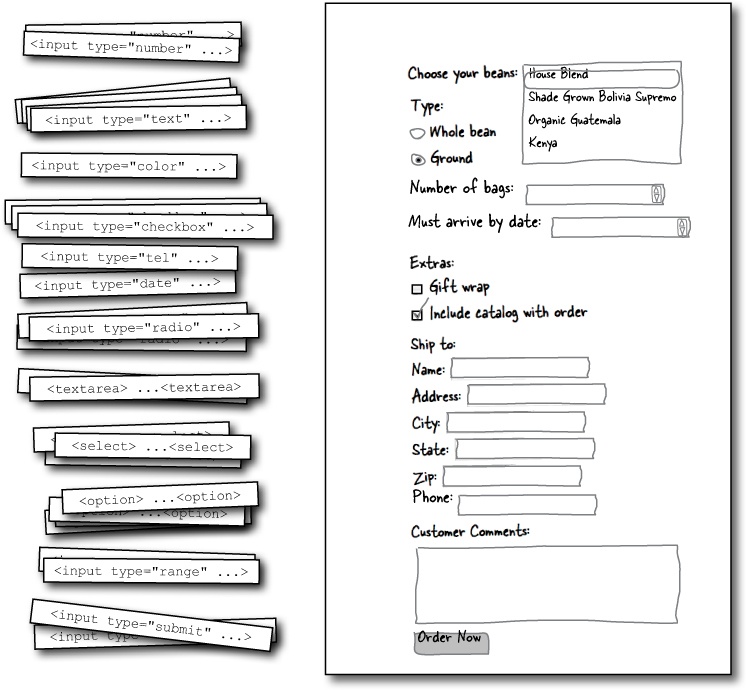 number" ...>
<input type="number" ...>
<input type="text" ...>
<input type="color" ...>
<input type="checkbox" ...>
<input type="tel" ...>
<input type="date" ...>
<input type="radio" ...>
<textarea> ...<textarea>
<select> ...<select>
<option> ...<option>
...<option>
<input type="range" ...>
<input type="submit" ...>
<input
Choose your beans:
House Blend
Shade Grown Bolivia Supremo
Organic Guatemala
Kenya
Type:
Whole bean
Ground
Number of bags:
Must arrive by date:
Extras:
Gift wrap
Include catalog with order
Ship to:
Name:
Address:
City:
State:
Zip:
Phone:
Customer Comments:
Order Now